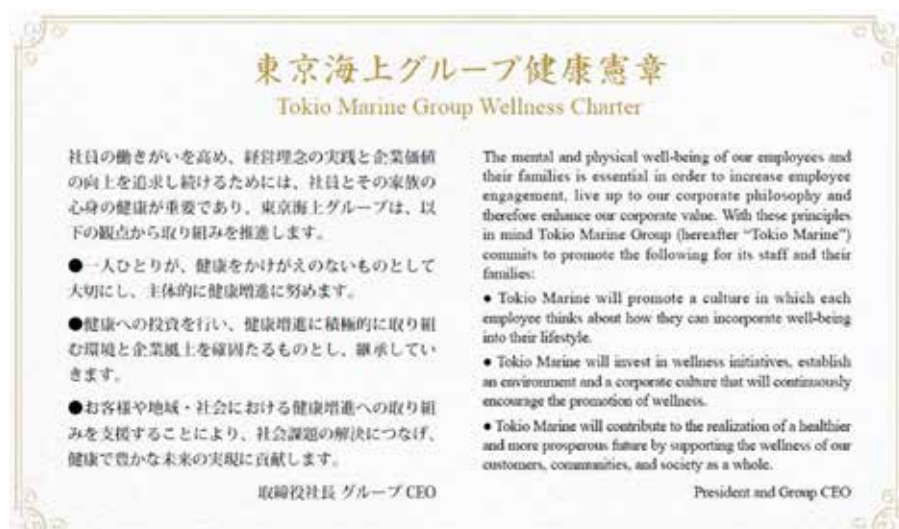 東京海上グループ健康憲章
Tokio Marine Group Wellness Charter
社員の働きがいを高め、経営理念の実践と企業価値
の向上を追求し続けるためには、社員とその家族の
心身の健康が重要であり、東京海上グループは、以
下の観点から取り組みを推進します。
●一人ひとりが、健康をかけがえのないものとして
大切にし、主体的に健康増進に努めます。
●健康への投資を行い、健康増進に積極的に取り組
む環境と企業風土を確固たるものとし、継承してい
きます。
●お客様や地域・社会における健康増進への取り組
みを支援することにより、社会課題の解決につなげ、
健康で豊かな未来の実現に貢献します。
取締役社長 グループCEO
The mental and physical well-being of our employees and
their families is essential in order to increase employee
engagement, live up to our corporate philosophy and
therefore enhance our corporate value. With these principles
in mind Tokio Marine Group (hereafter “Tokio Marine”)
commits to promote the following for its staff and their
families:
● Tokio Marine will promote a culture in which each
employee thinks about how they can incorporate well-being
into their lifestyle.
● Tokio Marine will invest in wellness initiatives, establish
an environment and a corporate culture that will continuously
encourage the promotion of wellness.
● Tokio Marine will contribute to the realization of a healthier
and more prosperous future by supporting the wellness of our
customers, communities, and society as a whole.
President and Group CEO